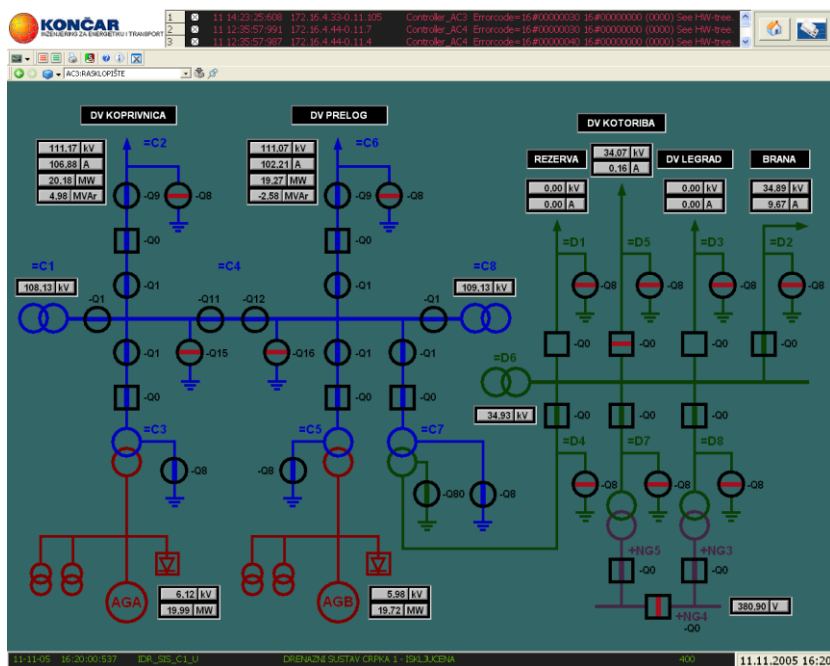 KONČAR
INŽENJERING ZA ENERGETIKU I TRANSPORT
1 11 14:23:25:608 172.16.4.33-0.11.105 Controller_AC3 Errorcode=16#00000030 16#00000000 (0000) See HW-tree.
2 11 12:35:57:991 172.16.4.44-0.11.7 Controller_AC4 Errorcode=16#00000030 16#00000000 (0000) See HW-tree.
3 11 12:35:57:987 172.16.4.44-0.11.4 Controller_AC4 Errorcode=16#00000040 16#00000000 (0000) See HW-tree.
AC3:RASKLOPIŠTE
DV KOPRIVNICA
DV PRELOG
DV KOTORIBA
111.17 kV
106.88 A
20.18 MW
4.98 MVAr
=C2
111.07 kV
102.21 A
19.27 MW
-2.58 MVAr
=C6
REZERVA
34.07 kV
0.16 A
DV LEGRAD
BRANA
0.00 kV
0.00 A
0.00 kV
0.00 A
34.89 kV
9.67 A
-Q9
-Q8
-Q9
-Q8
-Q0
-Q0
=D1
=D5
=D3
=D2
=C1
=C4
=C8
108.13 kV
-Q1
-Q1
109.13 kV
-Q8
-Q8
-Q8
-Q8
-Q1
-Q11
-Q12
-Q1
-Q0
-Q0
-Q0
-Q0
-Q1
-Q15
-Q16
-Q1
-Q1
=D6
-Q0
-Q0
-Q0
34.93 kV
-Q0
-Q0
-Q0
=C3
=C5
=C7
=D4
=D7
=D8
-Q8
-Q8
-Q80
-Q8
-Q8
-Q8
-Q8
+NG5
+NG3
-Q0
-Q0
AGA
6.12 kV
19.99 MW
AGB
5.98 kV
19.72 MW
380.90 V
+NG4
-Q0
11-11-05 16:20:00:537 IDR_SIS_C1_U DRENAZNI SUSTAV CRPKA 1 - ISKLJUCENA 400 11.11.2005 16:20